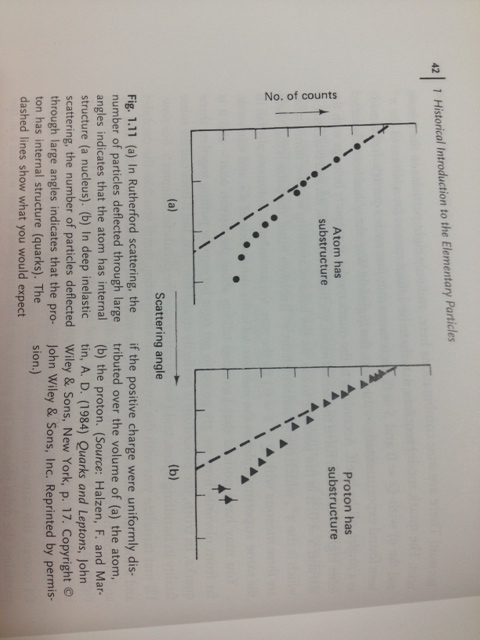 42 | 1 Historical Introduction to the Elementary Particles
No. of counts
Atom has
substructure
(a)
Proton has
substructure
(b)
Scattering angle
Fig. 1.11 (a) In Rutherford scattering, the
number of particles deflected through large
angles indicates that the atom has internal
structure (a nucleus). (b) In deep inelastic
scattering, the number of particles deflected
through large angles indicates that the pro-
ton has internal structure (quarks). The
dashed lines show what you would expect
if the positive charge were uniformly dis-
tributed over the volume of (a) the atom,
(b) the proton. (Source: Halzen, F. and Mar-
tin, A. D. (1984) Quarks and Leptons, John
Wiley & Sons, New York, p. 17. Copyright ©
John Wiley & Sons, Inc. Reprinted by permis-
sion.)